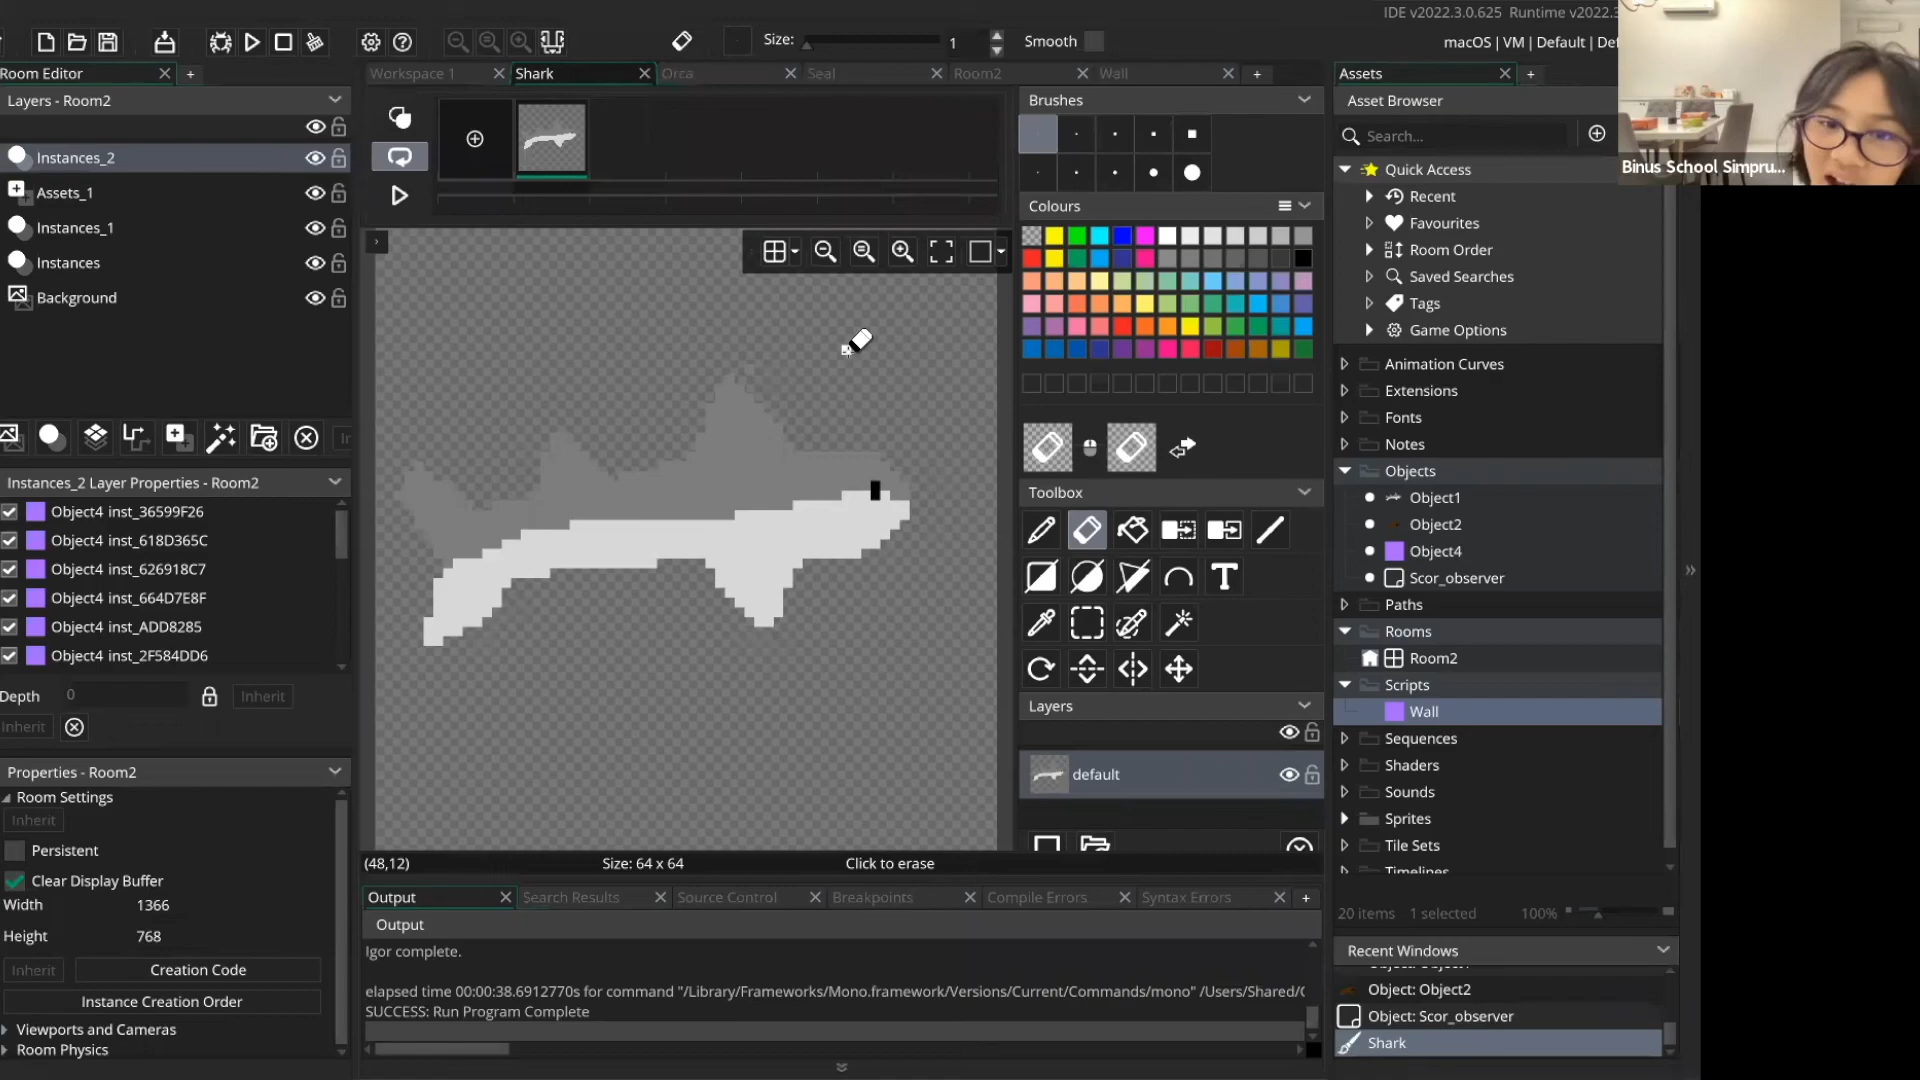 IDE v2022.3.0.625 Runtime v2022.3
Size:
1
Smooth
macOS | VM | Default |
Room Editor
Workspace 1
Shark
Orca
Seal
Room2
Wall
Assets
Layers - Room2
Brushes
Asset Browser
Search...
Instances_2
Assets_1
Instances_1
Instances
Background
Binus School Simpru...
Quick Access
Recent
Favourites
Room Order
Saved Searches
Tags
Game Options
Colours
Animation Curves
Extensions
Fonts
Notes
Objects
Object1
Object2
Object4
Scor_observer
Paths
Rooms
Room2
Scripts
Wall
Sequences
Shaders
Sounds
Sprites
Tile Sets
Timelines
Instances_2 Layer Properties - Room2
Object4 inst_36599F26
Object4 inst_618D365C
Object4 inst_626918C7
Object4 inst_664D7E8F
Object4 inst_ADD8285
Object4 inst_2F584DD6
Depth
0
Inherit
Inherit
Toolbox
Layers
default
Properties - Room2
Room Settings
Inherit
Persistent
Clear Display Buffer
Width
1366
Height
768
Inherit
Creation Code
Instance Creation Order
Viewports and Cameras
Room Physics
(48,12)
Size: 64 x 64
Click to erase
Output
Search Results
Source Control
Breakpoints
Compile Errors
Syntax Errors
Output
Igor complete.
elapsed time 00:00:38.6912770s for command "/Library/Frameworks/Mono.framework/Versions/Current/Commands/mono" "/Users/Shared/
SUCCESS: Run Program Complete
20 items
1 selected
100%
Recent Windows
Object: Object2
Object: Scor_observer
Shark